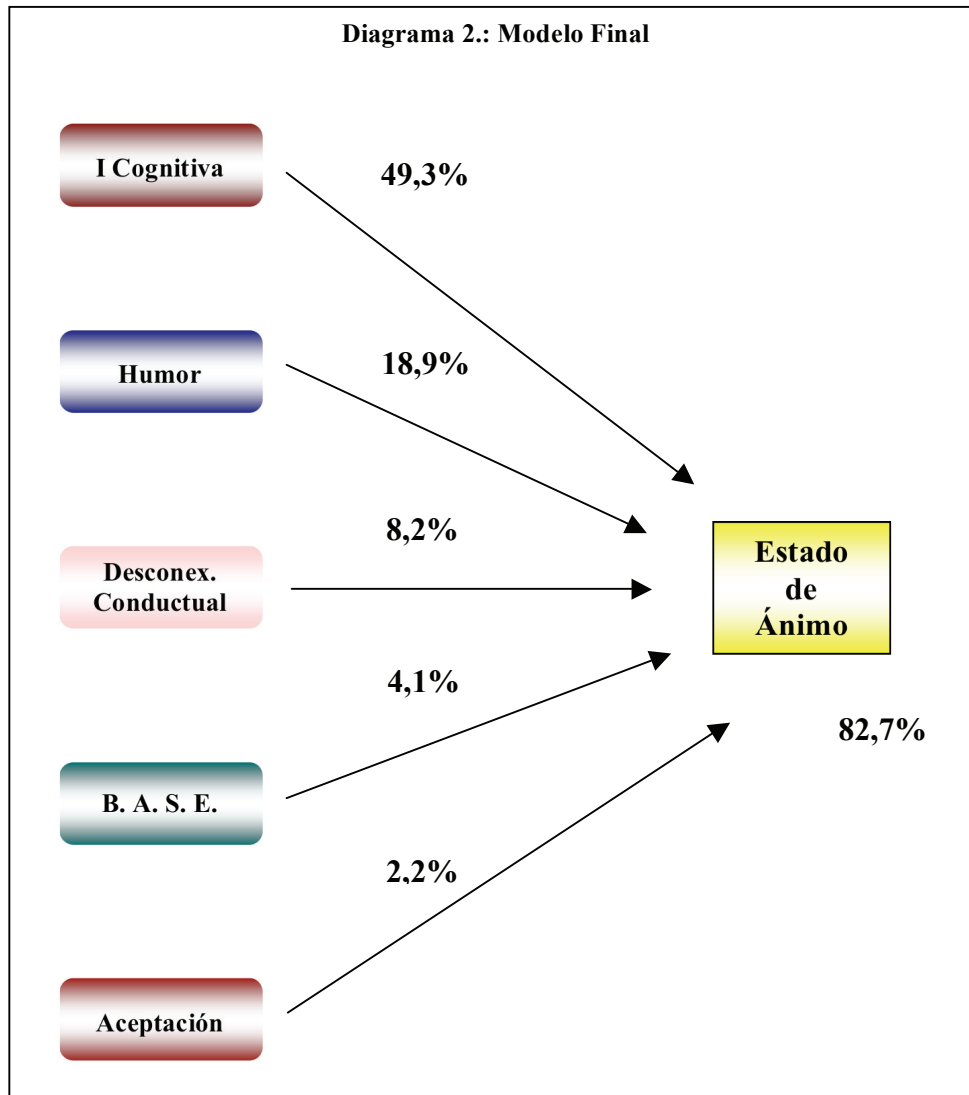 Diagrama 2.: Modelo Final
I Cognitiva
49,3%
Humor
18,9%
Desconex.
Conductual
8,2%
Estado
de
Ánimo
B. A. S. E.
4,1%
82,7%
Aceptación
2,2%